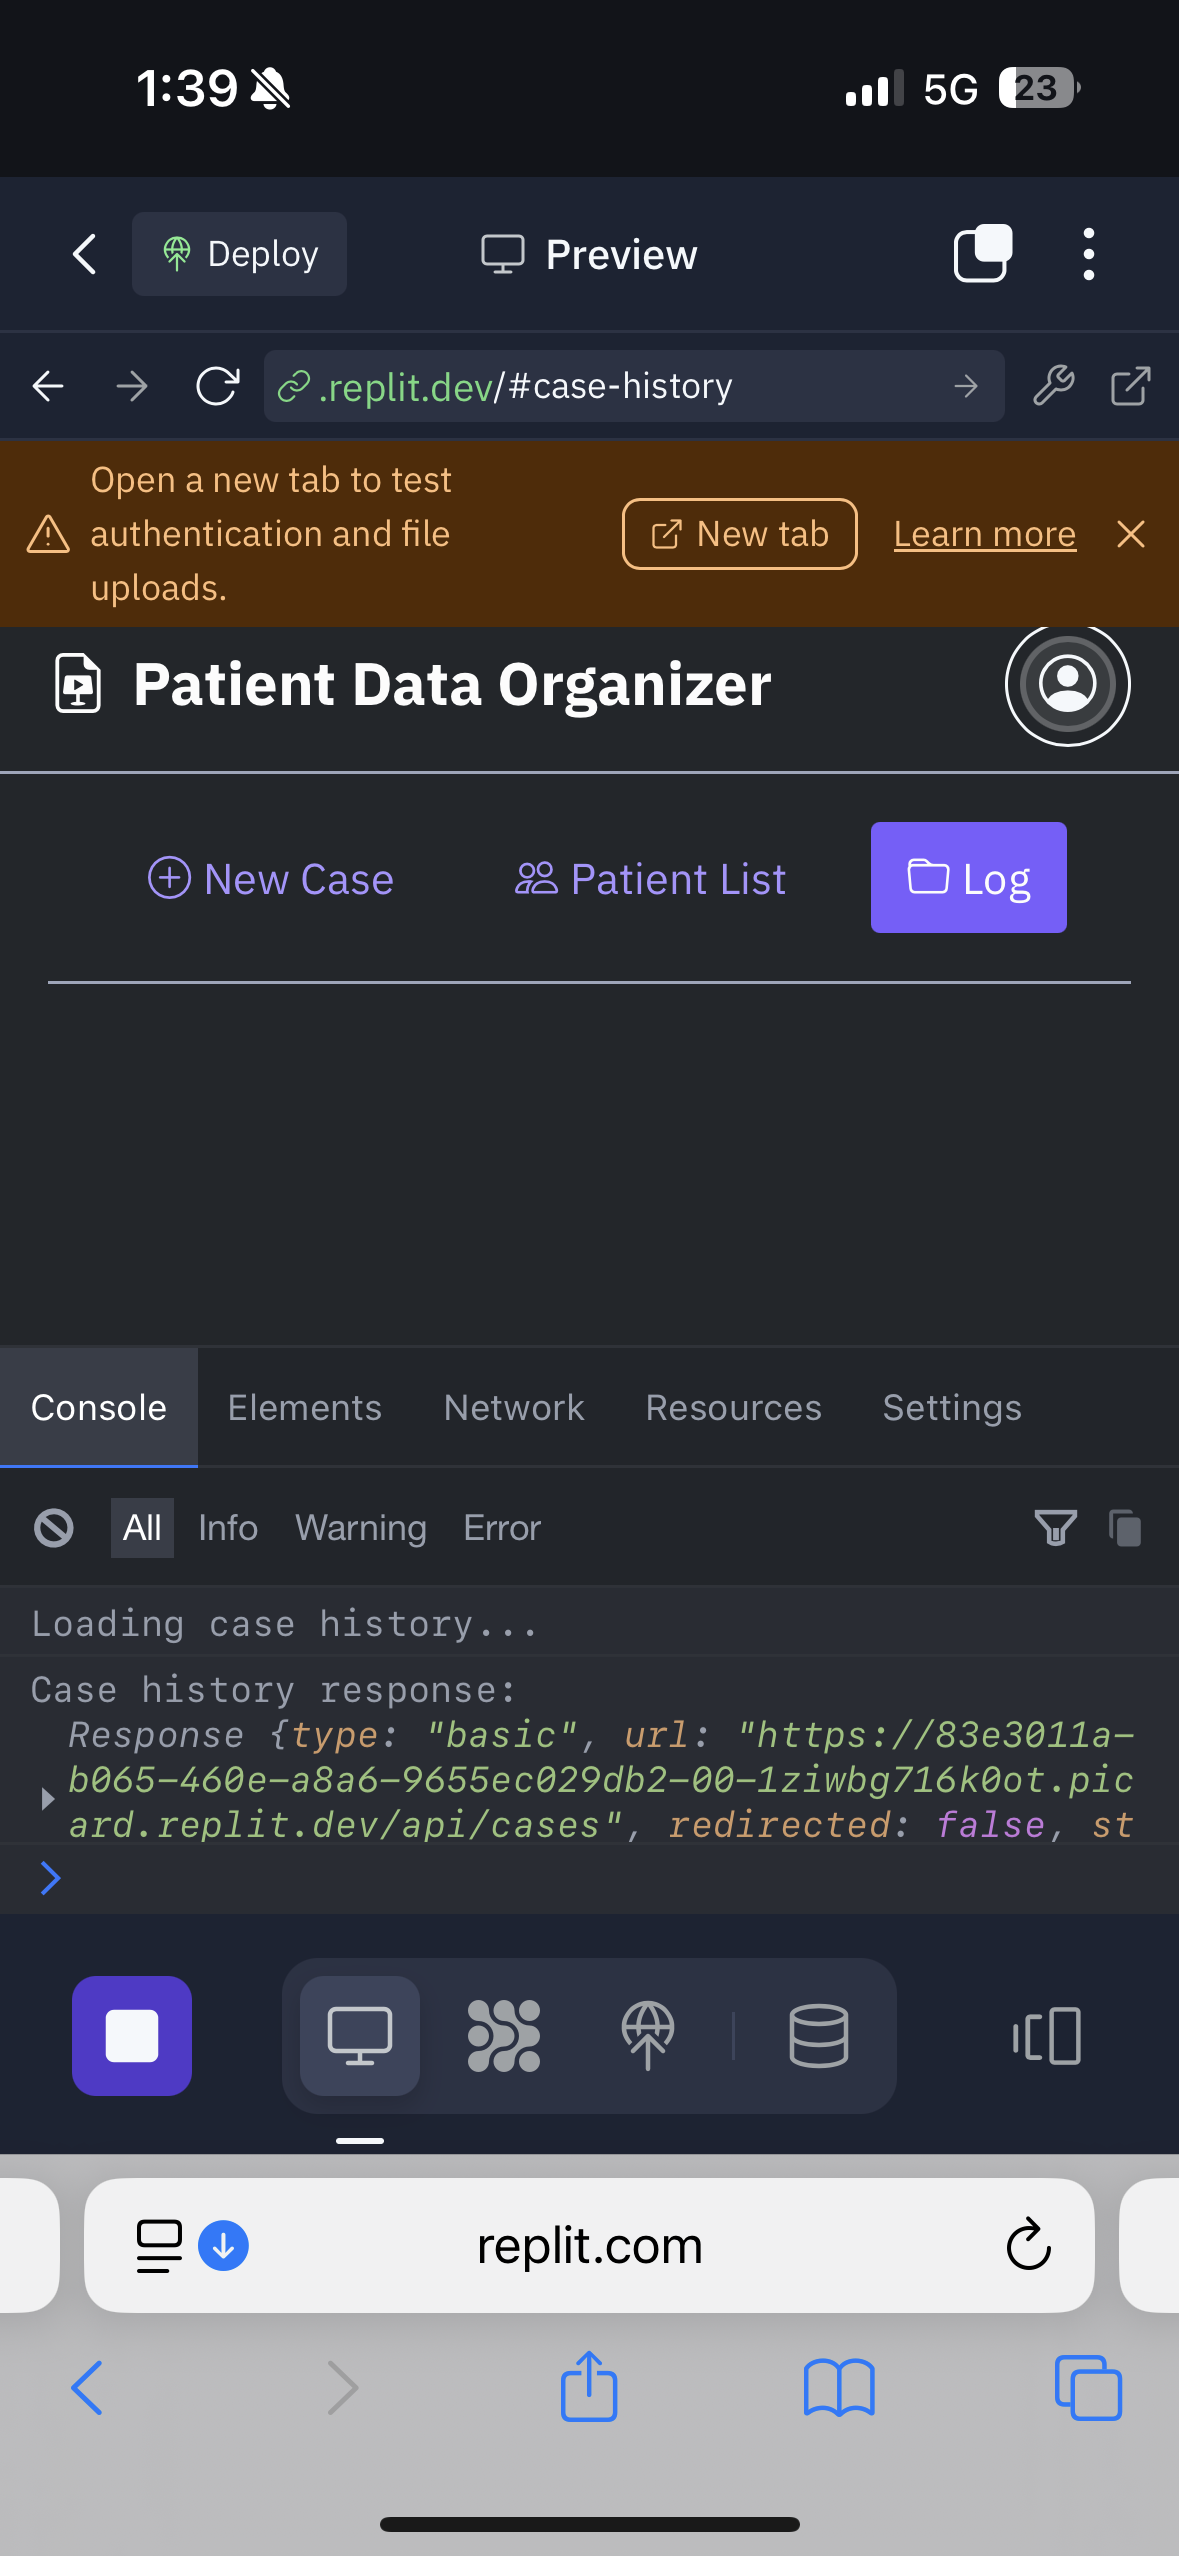 1:39
5G
23
Deploy
Preview
.replit.dev/#case-history
Open a new tab to test
authentication and file
uploads.
New tab
Learn more
Patient Data Organizer
New Case
Patient List
Log
Console
Elements
Network
Resources
Settings
All
Info
Warning
Error
Loading case history...
Case history response:
Response {type: "basic", url: "https://83e3011a-
b065-460e-a8a6-9655ec029db2-00-1ziwbg716k0ot.pic
ard.replit.dev/api/cases", redirected: false, st
replit.com